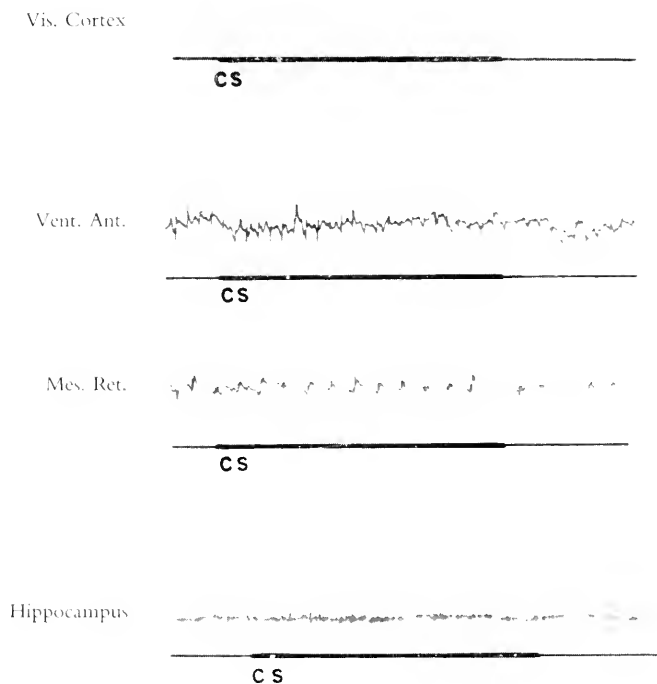 Vis. Cortex
CS
Vent. Ant.
CS
Mes. Ret.
CS
Hippocampus
CS